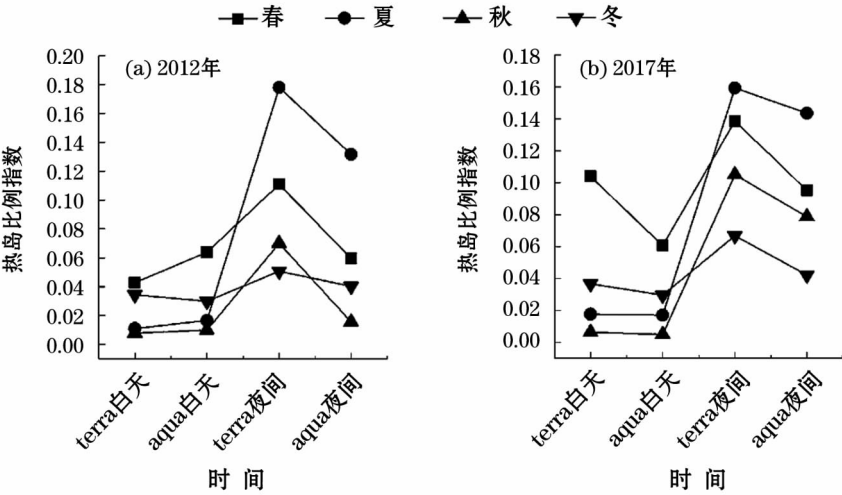 春 夏 秋 冬
(a) 2012年
热岛比例指数
0.20
0.18
0.16
0.14
0.12
0.10
0.08
0.06
0.04
0.02
0.00
terra白天
aqua白天
terra夜间
aqua夜间
时 间
(b) 2017年
热岛比例指数
0.18
0.16
0.14
0.12
0.10
0.08
0.06
0.04
0.02
0.00
terra白天
aqua白天
terra夜间
aqua夜间
时 间